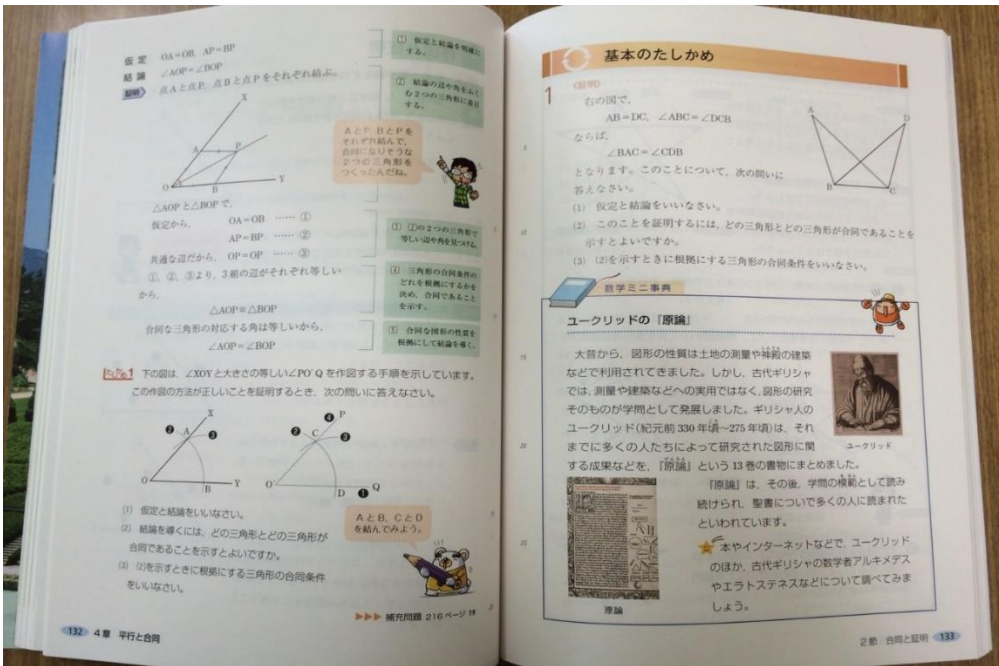 仮定 OA=OB, AP=BP
結論 ∠AOP=∠BOP
証明 点Aと点P, 点Bと点Pをそれぞれ結ぶ。
X
A
P
O
B
Y
AとP, BとPを
それぞれ結んで,
合同になりそうな
2つの三角形を
つくったんだね。
△AOPと△BOPで,
仮定から, OA=OB …… ①
AP=BP …… ②
共通な辺だから, OP=OP …… ③
①, ②, ③より, 3組の辺がそれぞれ等しい
から,
△AOP≡△BOP
合同な三角形の対応する角は等しいから,
∠AOP=∠BOP
1 仮定と結論を明確に
する。
2 結論の辺や角をふく
む2つの三角形に着目
する。
3 2の2つの三角形で
等しい辺や角を見つける。
4 三角形の合同条件の
どれを根拠にするかを
決め, 合同であること
を示す。
5 合同な図形の性質を
根拠にして結論を導く。
1 下の図は, ∠XOYと大きさの等しい∠PO'Qを作図する手順を示しています。
この作図の方法が正しいことを証明するとき, 次の問いに答えなさい。
X
❷ A ❸
O
B
Y
❹ P
❷ C ❸
O'
D
❶ Q
(1) 仮定と結論をいいなさい。
(2) 結論を導くには, どの三角形とどの三角形が
合同であることを示すとよいですか。
(3) (2)を示すときに根拠にする三角形の合同条件
をいいなさい。
AとB, CとD
を結んでみよう。
▶▶▶ 補充問題 216ページ 19
132 4章 平行と合同
基本のたしかめ
1 〈証明〉
右の図で,
AB=DC, ∠ABC=∠DCB
ならば,
∠BAC=∠CDB
となります。このことについて, 次の問いに
答えなさい。
A
D
B
C
(1) 仮定と結論をいいなさい。
(2) このことを証明するには, どの三角形とどの三角形が合同であることを
示すとよいですか。
(3) (2)を示すときに根拠にする三角形の合同条件をいいなさい。
5
10
15
20
25
数学ミニ事典
ユークリッドの『原論』
大昔から, 図形の性質は土地の測量や神殿の建築
などで利用されてきました。しかし, 古代ギリシャ
では, 測量や建築などへの実用ではなく, 図形の研究
そのものが学問として発展しました。ギリシャ人の
ユークリッド(紀元前330年頃〜275年頃)は, それ
までに多くの人たちによって研究された図形に関
する成果などを, 『原論』という13巻の書物にまとめました。
ユークリッド
『原論』は, その後, 学問の模範として読み
続けられ, 聖書についで多くの人に読まれた
といわれています。
本やインターネットなどで, ユークリッド
のほか, 古代ギリシャの数学者アルキメデス
やエラトステネスなどについて調べてみま
しょう。
原論
2節 合同と証明 133